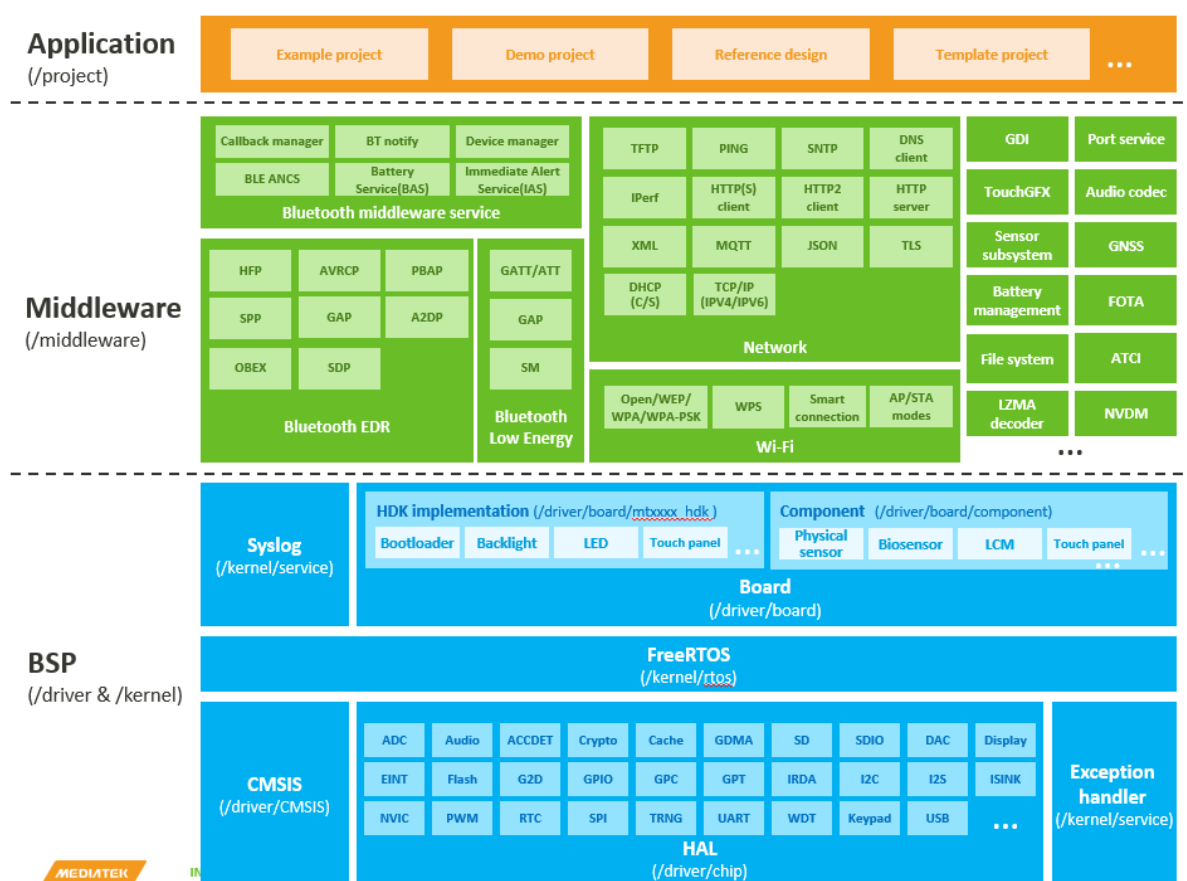 Application
(/project)
Example project
Demo project
Reference design
Template project
...
Middleware
(/middleware)
Callback manager
BT notify
Device manager
BLE ANCS
Battery
Service(BAS)
Immediate Alert
Service(IAS)
Bluetooth middleware service
HFP
AVRCP
PBAP
SPP
GAP
A2DP
OBEX
SDP
Bluetooth EDR
GATT/ATT
GAP
SM
Bluetooth
Low Energy
TFTP
PING
SNTP
DNS
client
IPerf
HTTP(S)
client
HTTP2
client
HTTP
server
XML
MQTT
JSON
TLS
DHCP
(C/S)
TCP/IP
(IPV4/IPV6)
Network
Open/WEP/
WPA/WPA-PSK
WPS
Smart
connection
AP/STA
modes
Wi-Fi
GDI
Port service
TouchGFX
Audio codec
Sensor
subsystem
GNSS
Battery
management
FOTA
File system
ATCI
LZMA
decoder
NVDM
...
BSP
(/driver & /kernel)
Syslog
(/kernel/service)
HDK implementation (/driver/board/mtxxxx_hdk )
Bootloader
Backlight
LED
Touch panel
...
Component (/driver/board/component)
Physical
sensor
Biosensor
LCM
Touch panel
...
...
Board
(/driver/board)
FreeRTOS
(/kernel/rtos)
CMSIS
(/driver/CMSIS)
ADC
Audio
ACCDET
Crypto
Cache
GDMA
SD
SDIO
DAC
Display
EINT
Flash
G2D
GPIO
GPC
GPT
IRDA
I2C
I2S
ISINK
NVIC
PWM
RTC
SPI
TRNG
UART
WDT
Keypad
USB
...
HAL
(/driver/chip)
Exception
handler
(/kernel/service)
MEDIATEK